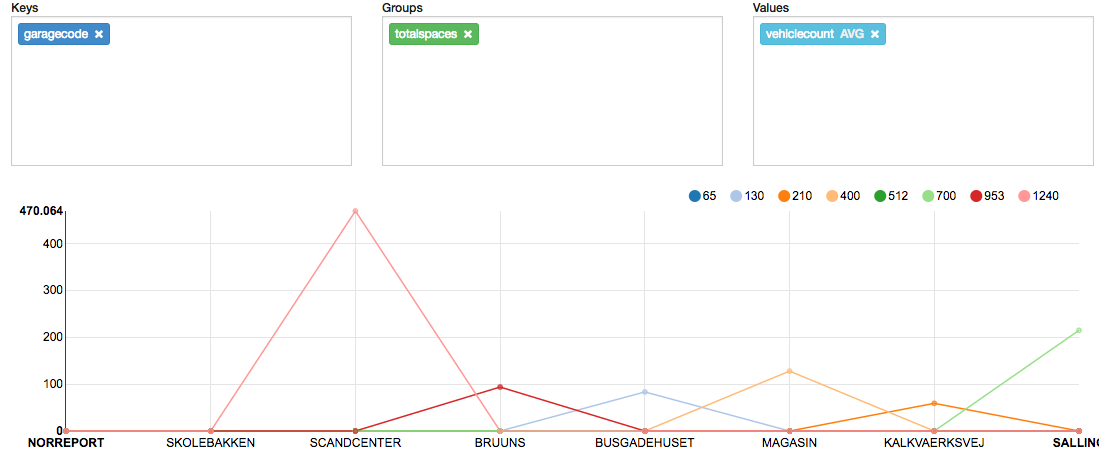 Keys Groups Values
garagecode ✖ totalspaces ✖ vehiclecount AVG ✖
65 130 210 400 512 700 953 1240
470.064
400
300
200
100
0
NORREPORT SKOLEBAKKEN SCANDCENTER BRUUNS BUSGADEHUSET MAGASIN KALKVAERKSVEJ SALLING